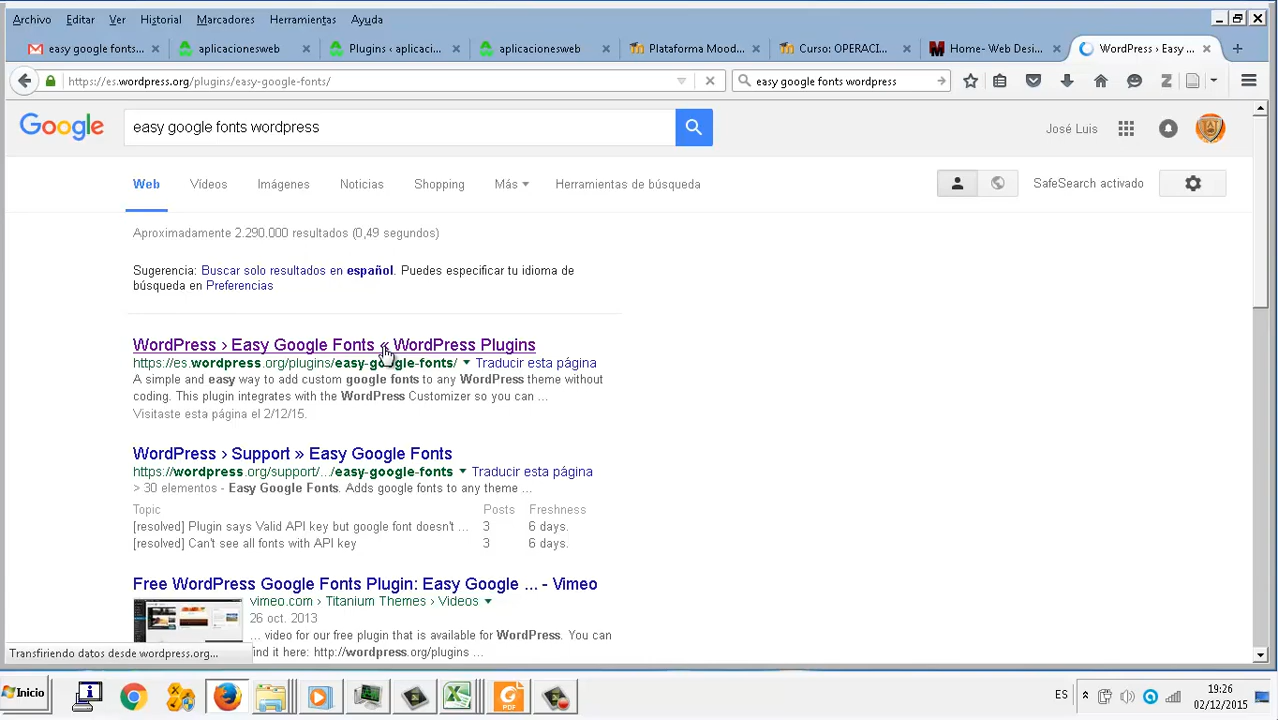 Archivo Editar Ver Historial Marcadores Herramientas Ayuda
easy google fonts... × aplicacionesweb × Plugins ‹ aplicaci... × aplicacionesweb × Plataforma Mood... × Curso: OPERACI... × Home- Web Desi... × WordPress › Easy ... × +
https://es.wordpress.org/plugins/easy-google-fonts/ easy google fonts wordpress
Google easy google fonts wordpress José Luis
Web Vídeos Imágenes Noticias Shopping Más Herramientas de búsqueda SafeSearch activado
Aproximadamente 2.290.000 resultados (0,49 segundos)
Sugerencia: Buscar solo resultados en español. Puedes especificar tu idioma de
búsqueda en Preferencias
WordPress › Easy Google Fonts « WordPress Plugins
https://es.wordpress.org/plugins/easy-google-fonts/ Traducir esta página
A simple and easy way to add custom google fonts to any WordPress theme without
coding. This plugin integrates with the WordPress Customizer so you can ...
Visitaste esta página el 2/12/15.
WordPress › Support » Easy Google Fonts
https://wordpress.org/support/.../easy-google-fonts Traducir esta página
> 30 elementos - Easy Google Fonts. Adds google fonts to any theme ...
Topic Posts Freshness
[resolved] Plugin says Valid API key but google font doesn't ... 3 6 days.
[resolved] Can't see all fonts with API key 3 6 days.
Free WordPress Google Fonts Plugin: Easy Google ... - Vimeo
vimeo.com › Titanium Themes › Videos
26 oct. 2013
... video for our free plugin that is available for WordPress. You can
find it here: http://wordpress.org/plugins ...
Transfiriendo datos desde wordpress.org...
Inicio PDF ES 19:26
02/12/2015